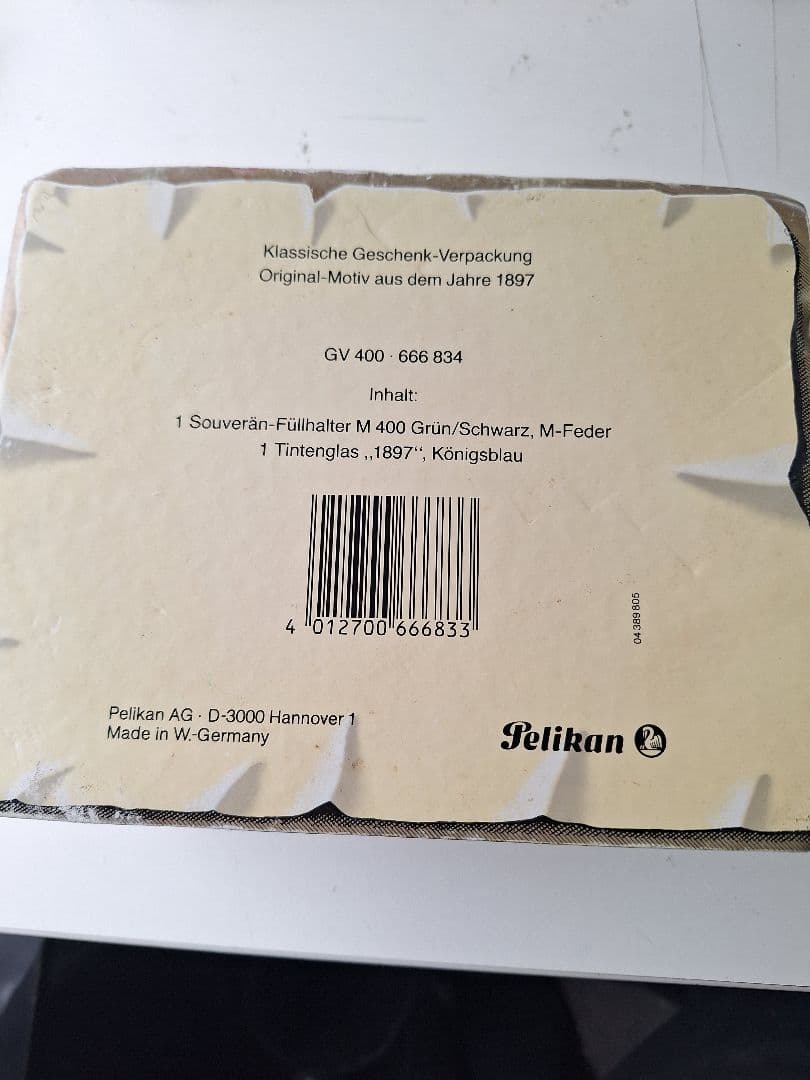 Klassische Geschenk-Verpackung
Original-Motiv aus dem Jahre 1897
GV 400 · 666 834
Inhalt:
1 Souverän-Füllhalter M 400 Grün/Schwarz, M-Feder
1 Tintenglas „1897“, Königsblau
4 012700 666833
04 389 805
Pelikan AG · D-3000 Hannover 1
Made in W.-Germany
Pelikan